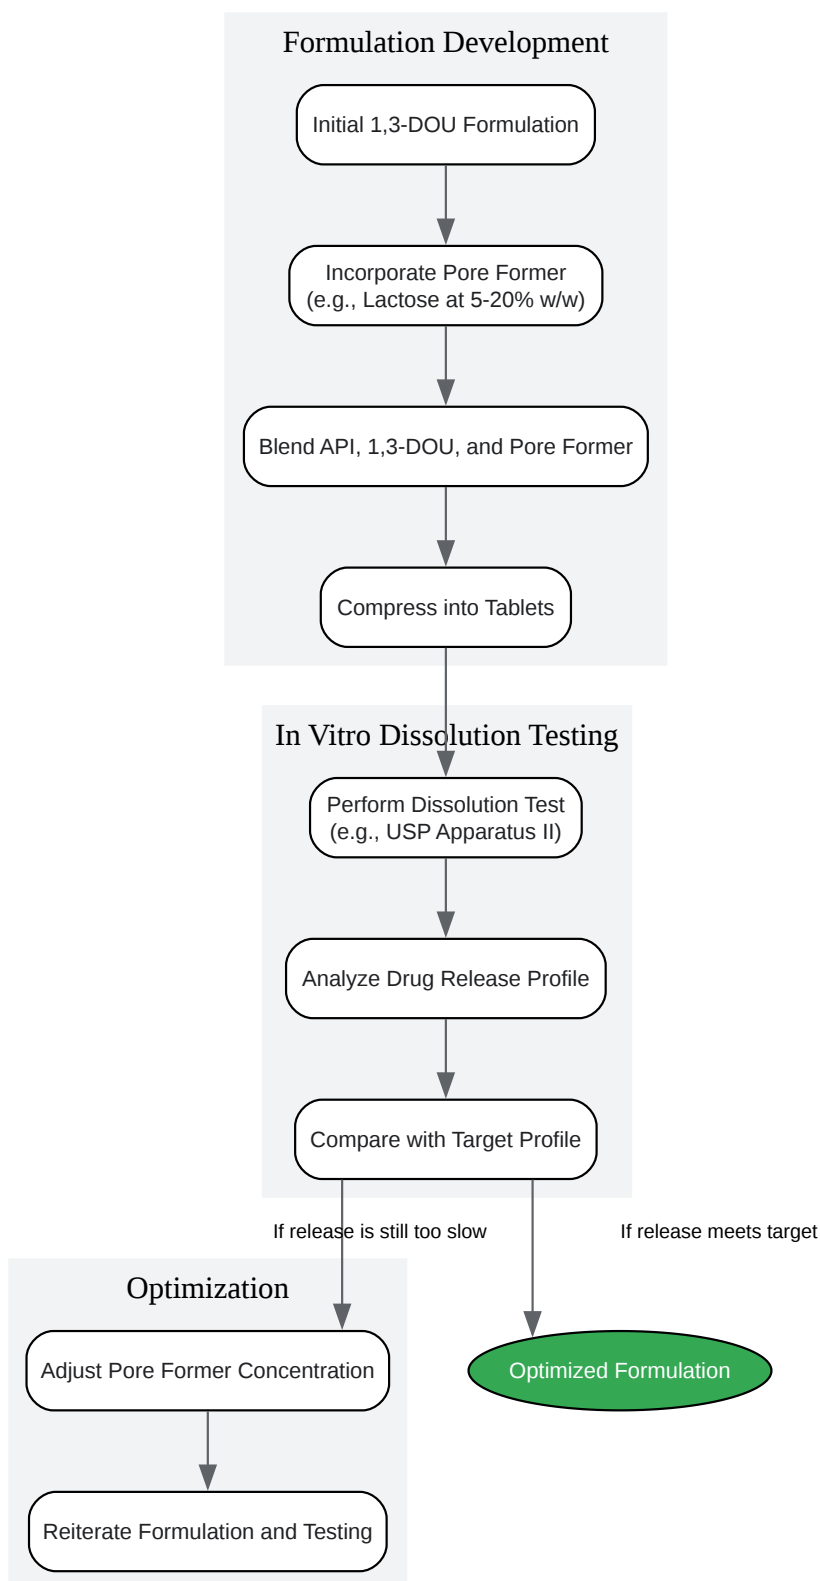 Formulation Development
Initial 1,3-DOU Formulation
Incorporate Pore Former
(e.g., Lactose at 5-20% w/w)
Blend API, 1,3-DOU, and Pore Former
Compress into Tablets
In Vitro Dissolution Testing
Perform Dissolution Test
(e.g., USP Apparatus II)
Analyze Drug Release Profile
Compare with Target Profile
If release is still too slow
If release meets target
Optimization
Adjust Pore Former Concentration
Optimized Formulation
Reiterate Formulation and Testing